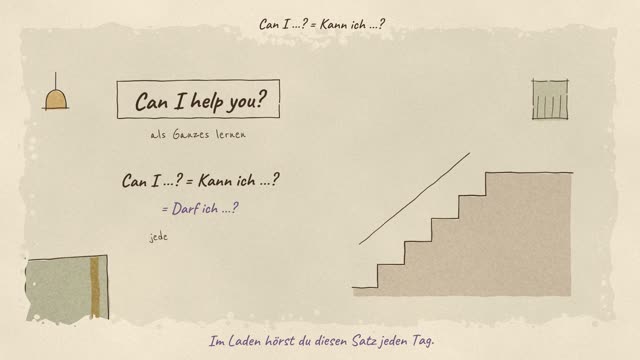 Can I ...? = Kann ich ...?
Can I help you?
als Ganzes lernen
Can I ...? = Kann ich ...?
= Darf ich ...?
jede
Im Laden hörst du diesen Satz jeden Tag.